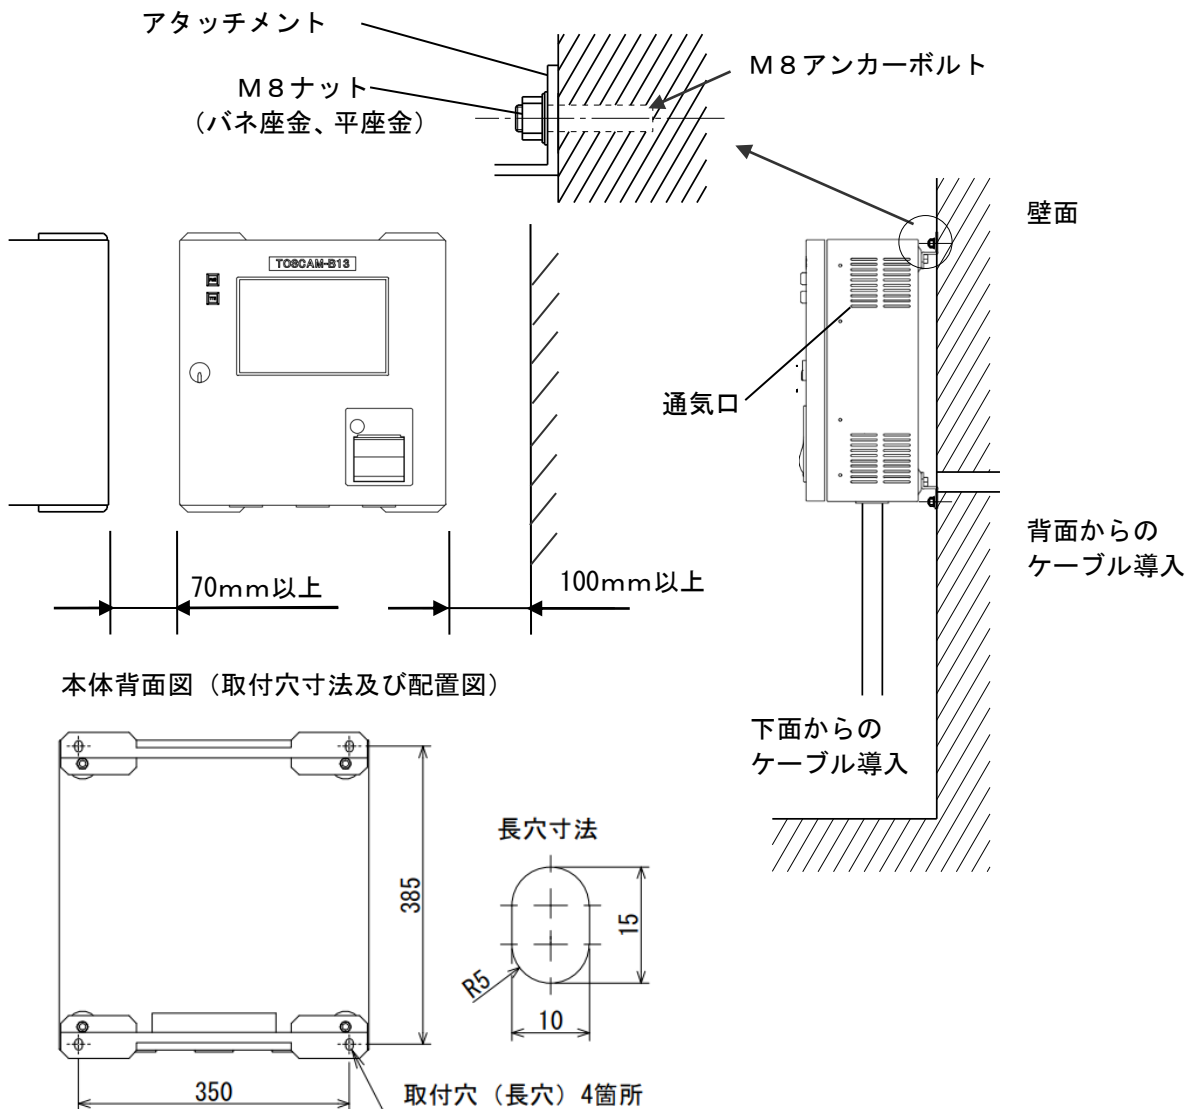 アタッチメント
M8ナット
(バネ座金、平座金)
M8アンカーボルト
壁面
TOSCAM-B13
通気口
背面からの
ケーブル導入
70mm以上
100mm以上
本体背面図(取付穴寸法及び配置図)
下面からの
ケーブル導入
長穴寸法
385
15
R5
10
350
取付穴(長穴)4箇所